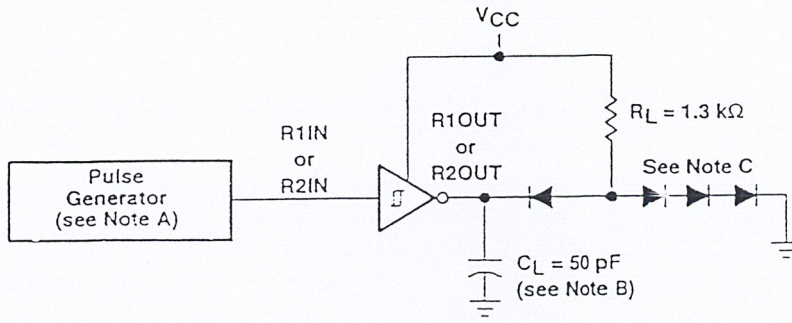 VCC
R1IN
or
R2IN
R1OUT
or
R2OUT
RL = 1.3 kΩ
See Note C
Pulse
Generator
(see Note A)
CL = 50 pF
(see Note B)